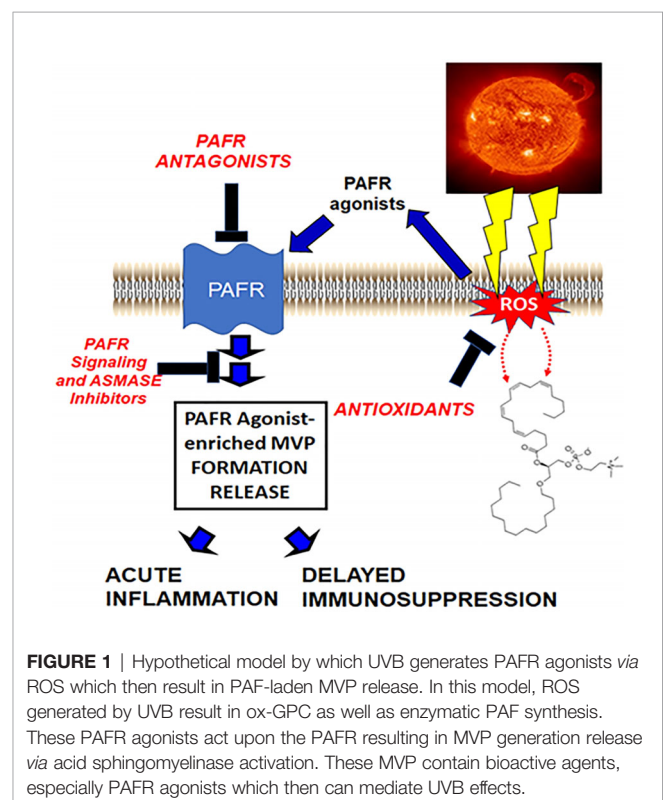 PAFR
ANTAGONISTS
PAFR
agonists
PAFR
ROS
PAFR
Signaling
and ASMASE
Inhibitors
ANTIOXIDANTS
PAFR Agonist-
enriched MVP
FORMATION
RELEASE
ACUTE
INFLAMMATION
DELAYED
IMMUNOSUPPRESSION
FIGURE 1 | Hypothetical model by which UVB generates PAFR agonists via
ROS which then result in PAF-laden MVP release. In this model, ROS
generated by UVB result in ox-GPC as well as enzymatic PAF synthesis.
These PAFR agonists act upon the PAFR resulting in MVP generation release
via acid sphingomyelinase activation. These MVP contain bioactive agents,
especially PAFR agonists which then can mediate UVB effects.